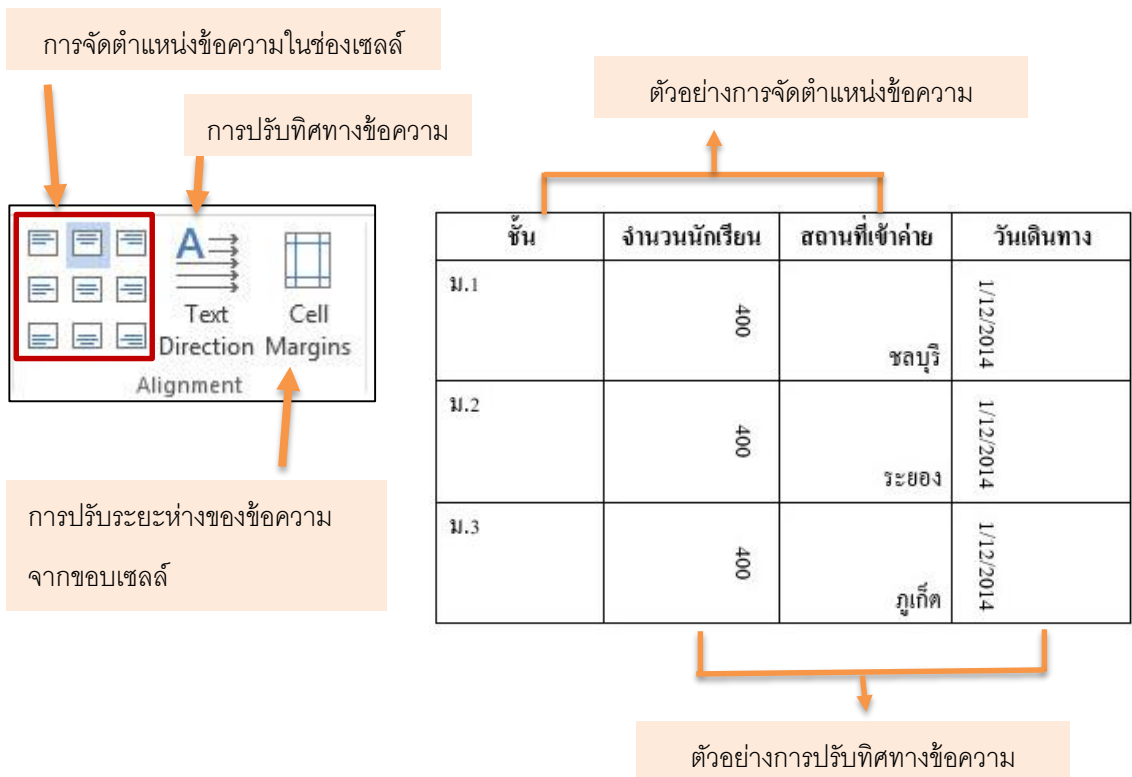 การจัดตำแหน่งข้อความในช่องเซลล์
การปรับทิศทางข้อความ
ตัวอย่างการจัดตำแหน่งข้อความ
A
Text Direction
Cell Margins
Alignment
การปรับระยะห่างของข้อความ
จากขอบเซลล์
ชั้น จำนวนนักเรียน สถานที่เข้าค่าย วันเดินทาง
ม.1 400 ชลบุรี 1/12/2014
ม.2 400 ระยอง 1/12/2014
ม.3 400 ภูเก็ต 1/12/2014
ตัวอย่างการปรับทิศทางข้อความ